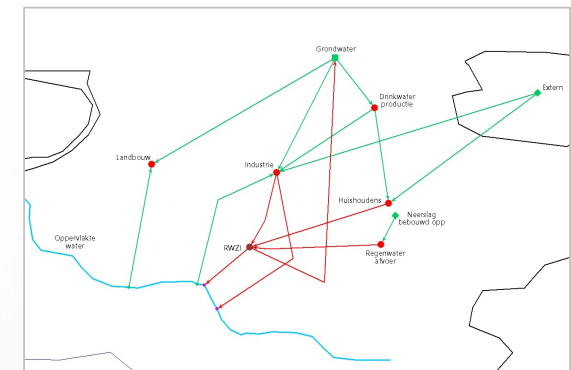 Grondwater
Extern
Drinkwater
productie
Landbouw
Industrie
Huishoudens
Neerslag
bebouwd opp
Oppervlakte
water
RWZI
Regenwater
afvoer